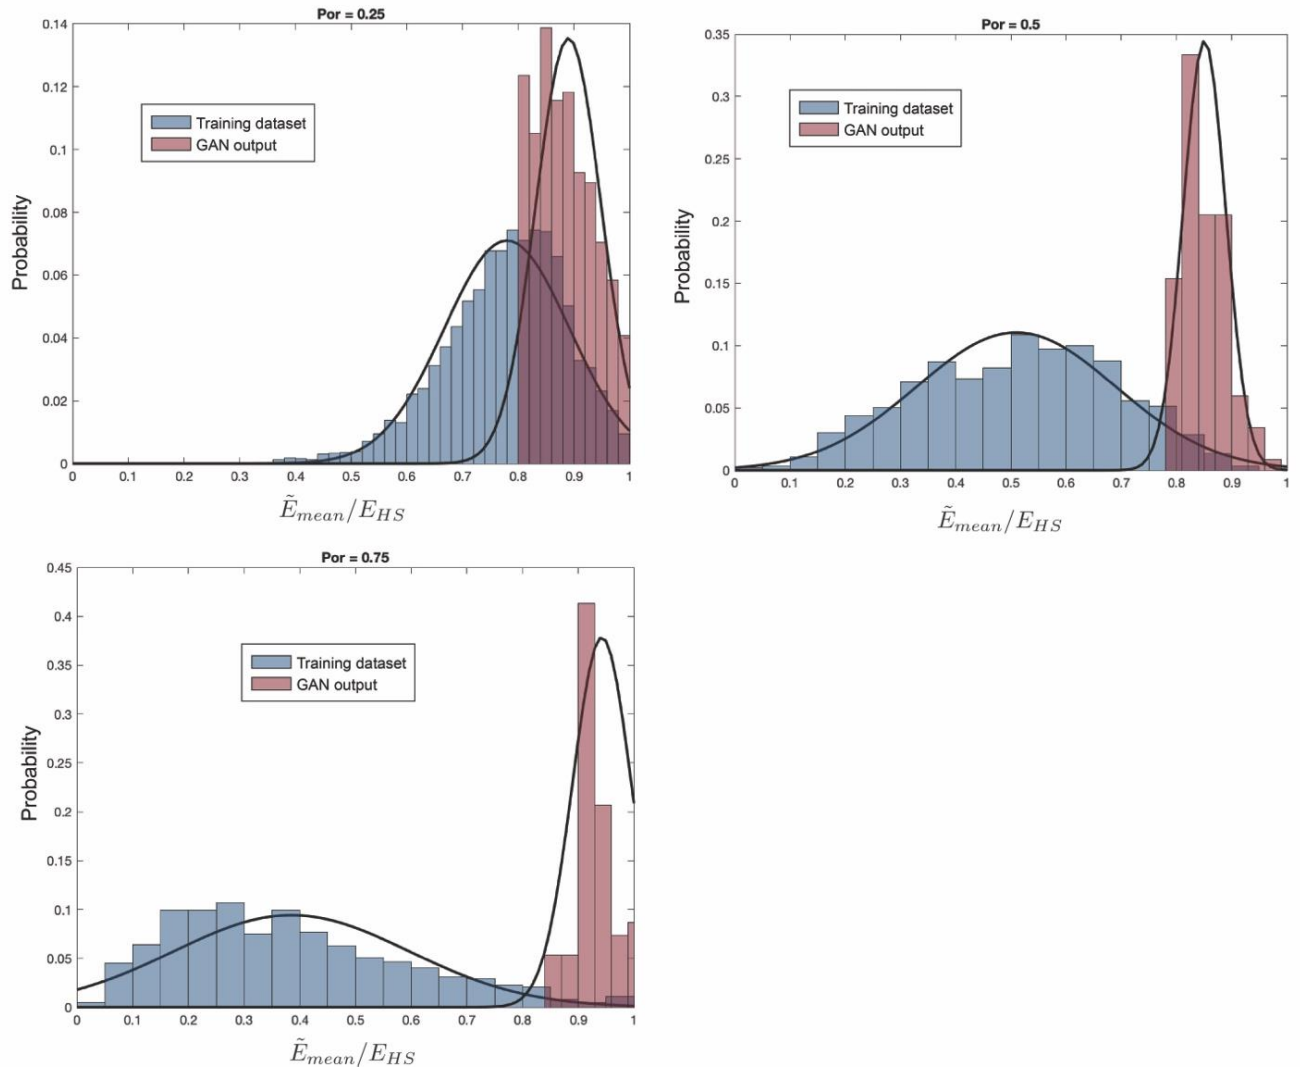 Por = 0.25
0.14
0.12
0.1
0.08
0.06
0.04
0.02
0
Probability
Training dataset
GAN output
0 0.1 0.2 0.3 0.4 0.5 0.6 0.7 0.8 0.9 1
Ẽmean/EHS
Por = 0.5
0.35
0.3
0.25
0.2
0.15
0.1
0.05
0
Probability
Training dataset
GAN output
0 0.1 0.2 0.3 0.4 0.5 0.6 0.7 0.8 0.9 1
Ẽmean/EHS
Por = 0.75
0.45
0.4
0.35
0.3
0.25
0.2
0.15
0.1
0.05
0
Probability
Training dataset
GAN output
0 0.1 0.2 0.3 0.4 0.5 0.6 0.7 0.8 0.9 1
Ẽmean/EHS